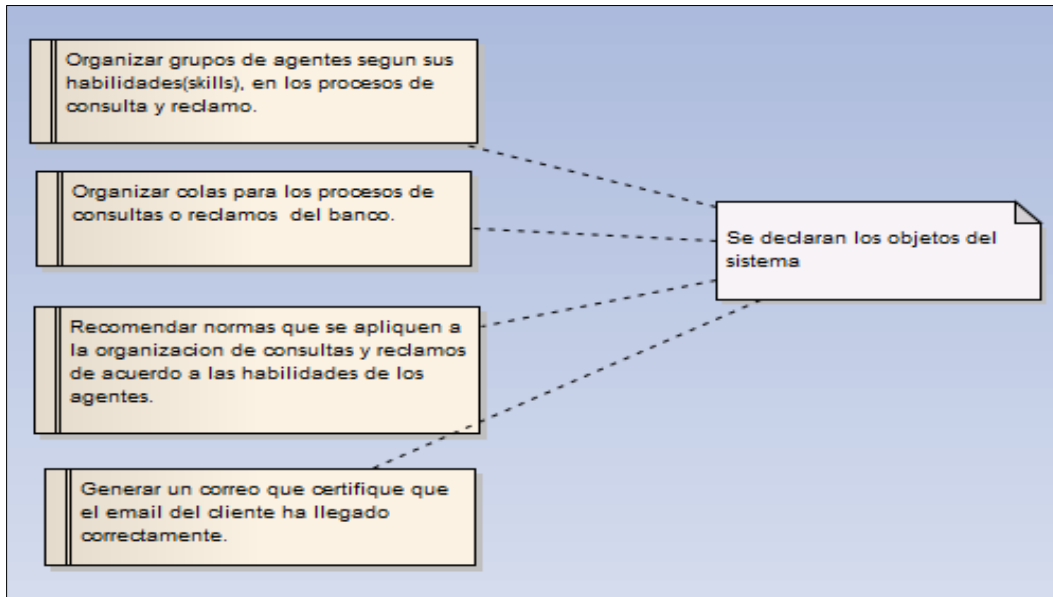 Organizar grupos de agentes segun sus
habilidades(skills), en los procesos de
consulta y reclamo.
Organizar colas para los procesos de
consultas o reclamos del banco.
Se declaran los objetos del
sistema
Recomendar normas que se apliquen a
la organizacion de consultas y reclamos
de acuerdo a las habilidades de los
agentes.
Generar un correo que certifique que
el email del cliente ha llegado
correctamente.